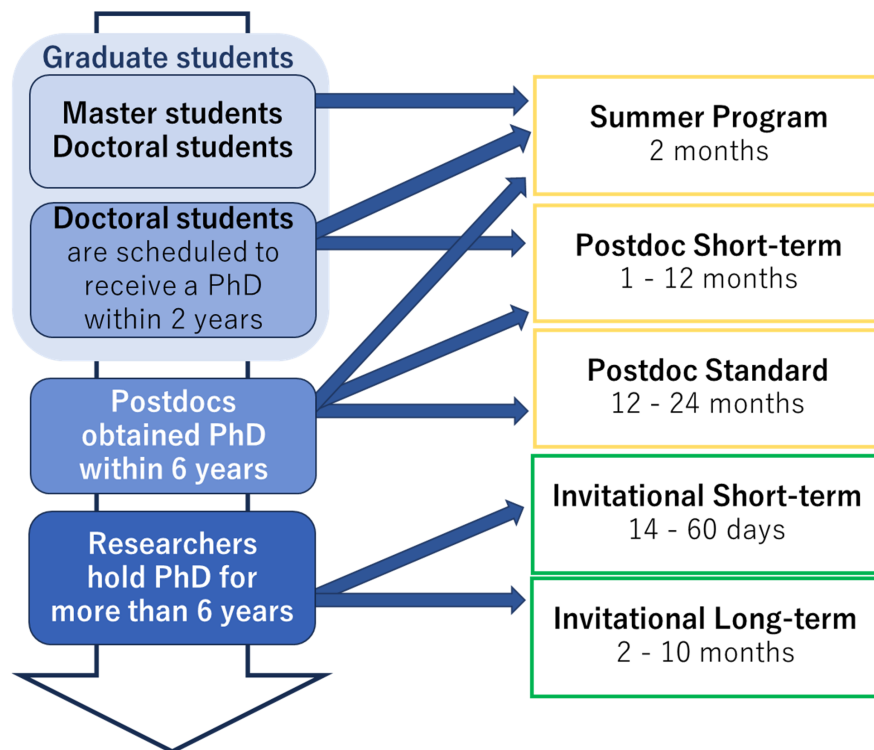 Graduate students
Master students
Doctoral students
Doctoral students
are scheduled to
receive a PhD
within 2 years
Postdocs
obtained PhD
within 6 years
Researchers
hold PhD for
more than 6 years
Summer Program
2 months
Postdoc Short-term
1 - 12 months
Postdoc Standard
12 - 24 months
Invitational Short-term
14 - 60 days
Invitational Long-term
2 - 10 months